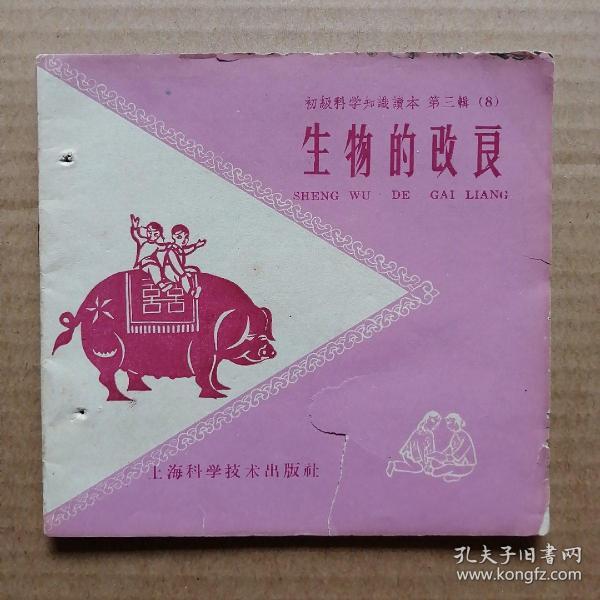 初級科学知識讀本 第三輯 (8)
生物的改良
SHENG WU DE GAI LIANG
囍
上海科学技术出版社
孔夫子旧书网
www.kongfz.com